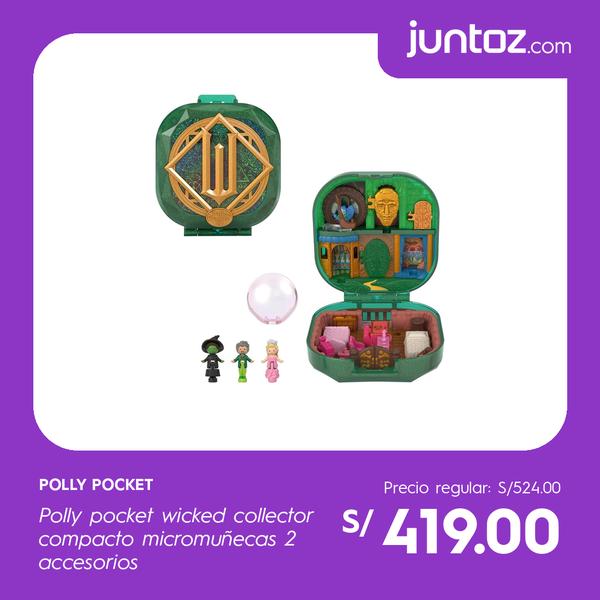 juntoz.com
POLLY POCKET
Polly pocket wicked collector
compacto micromuñecas 2
accesorios
Precio regular: S/524.00
S/ 419.00